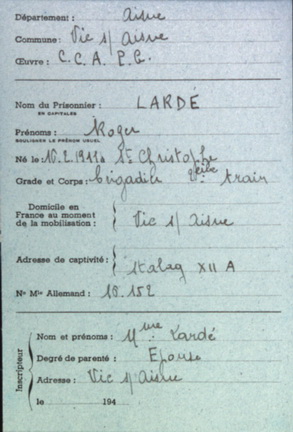 Département : Aisne
Commune : Vic s/ Aisne
Œuvre : C.C.A.P.G.
Nom du Prisonnier : LARDÉ
EN CAPITALES
Prénoms : Roger
SOULIGNER LE PRÉNOM USUEL
Né le : 10.2.1911 à St Christophe
Grade et Corps : Brigadier ème train
Domicile en
France au moment
de la mobilisation : Vic s/ Aisne
Adresse de captivité : Stalag XII A
No Mle Allemand : 10.152
Inscripteur
Nom et prénoms : Mme Lardé
Degré de parenté : Epouse
Adresse : Vic s/ Aisne
le 194